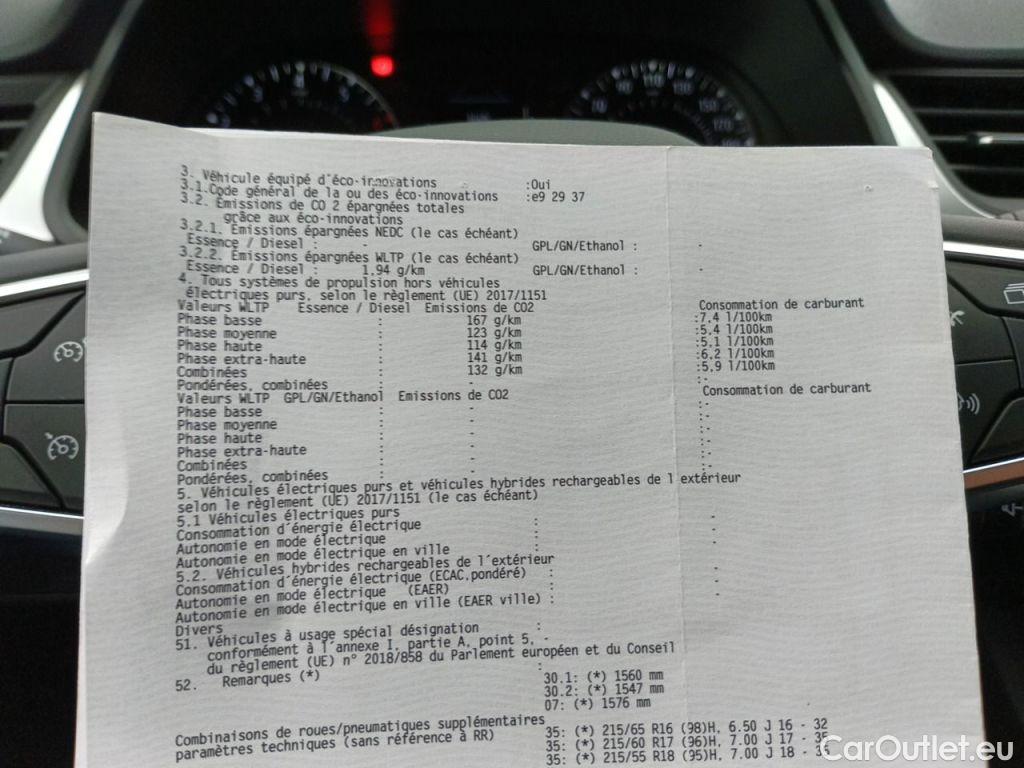 3. Véhicule équipé d'éco-innovations :Oui
3.1.Code général de la ou des éco-innovations :e9 29 37
3.2. Emissions de CO 2 épargnées totales
grâce aux éco-innovations
3.2.1. Emissions épargnées NEDC (le cas échéant)
Essence / Diesel : - GPL/GN/Ethanol : -
3.2.2. Emissions épargnées WLTP (le cas échéant)
Essence / Diesel : 1.94 g/km GPL/GN/Ethanol : -
4. Tous systèmes de propulsion hors véhicules
électriques purs, selon le règlement (UE) 2017/1151
Valeurs WLTP Essence / Diesel Emissions de CO2 Consommation de carburant
Phase basse : 167 g/km :7,4 l/100km
Phase moyenne : 123 g/km :5,4 l/100km
Phase haute : 114 g/km :5,1 l/100km
Phase extra-haute : 141 g/km :6,2 l/100km
Combinées : 132 g/km :5,9 l/100km
Pondérées, combinées : - :-
Valeurs WLTP GPL/GN/Ethanol Emissions de CO2 Consommation de carburant
Phase basse : - :-
Phase moyenne : - :-
Phase haute : - :-
Phase extra-haute : - :-
Combinées : - :-
Pondérées, combinées : - :-
5. Véhicules électriques purs et véhicules hybrides rechargeables de l'extérieur
selon le règlement (UE) 2017/1151 (le cas échéant)
5.1 Véhicules électriques purs
Consommation d'énergie électrique : -
Autonomie en mode électrique : -
Autonomie en mode électrique en ville :
5.2. Véhicules hybrides rechargeables de l'extérieur
Consommation d'énergie électrique (ECAC,pondéré) : -
Autonomie en mode électrique (EAER) : -
Autonomie en mode électrique en ville (EAER ville) : -
Divers
51. Véhicules à usage spécial désignation :
conformément à l'annexe I, partie A, point 5, -
du règlement (UE) n° 2018/858 du Parlement européen et du Conseil
52. Remarques (*) :
30.1: (*) 1560 mm
30.2: (*) 1547 mm
07: (*) 1576 mm
Combinaisons de roues/pneumatiques supplémentaires
paramètres techniques (sans référence à RR)
35: (*) 215/65 R16 (98)H, 6.50 J 16 - 32
35: (*) 215/60 R17 (96)H, 7.00 J 17 - 35
35: (*) 215/55 R18 (95)H, 7.00 J 18 - 35
CarOutlet.eu